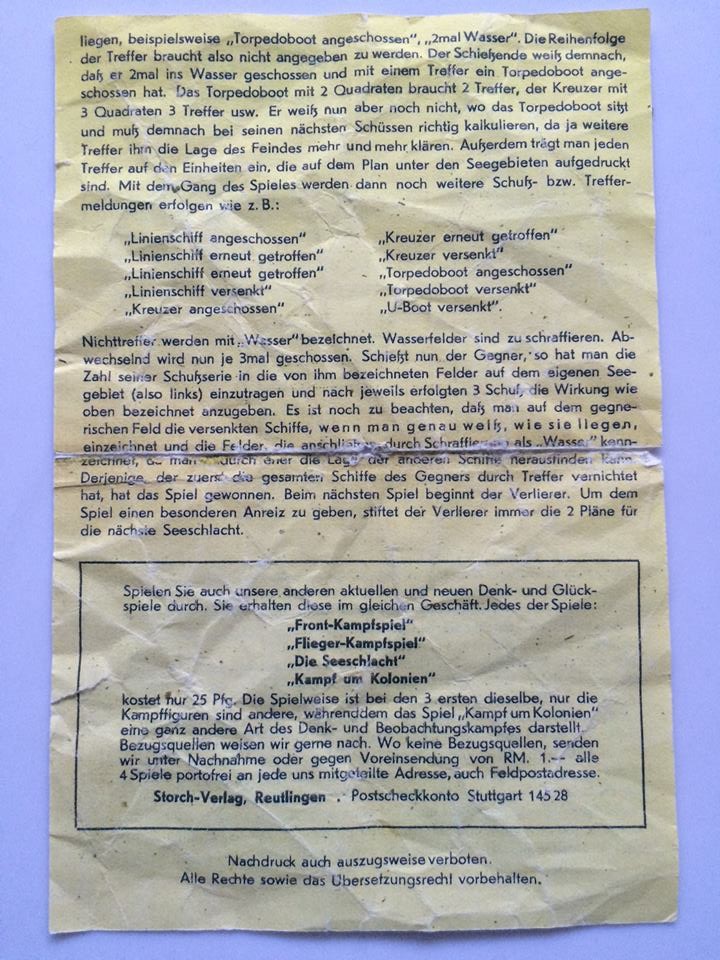 liegen, beispielsweise „Torpedoboot angeschossen", „2mal Wasser". Die Reihenfolge
der Treffer braucht also nicht angegeben zu werden. Der Schießende weiß demnach,
daß er 2mal ins Wasser geschossen und mit einem Treffer ein Torpedoboot ange-
schossen hat. Das Torpedoboot mit 2 Quadraten braucht 2 Treffer, der Kreuzer mit
3 Quadraten 3 Treffer usw. Er weiß nun aber noch nicht, wo das Torpedoboot sitzt
und muß demnach bei seinen nächsten Schüssen richtig kalkulieren, da ja weitere
Treffer ihm die Lage des Feindes mehr und mehr klären. Außerdem trägt man jeden
Treffer auf den Einheiten ein, die auf dem Plan unter den Seegebieten aufgedruckt
sind. Mit dem Gang des Spieles werden dann noch weitere Schuß- bzw. Treffer-
meldungen erfolgen wie z. B.:
„Linienschiff angeschossen"
„Linienschiff erneut getroffen"
„Linienschiff erneut getroffen"
„Linienschiff versenkt"
„Kreuzer angeschossen"
„Kreuzer erneut getroffen"
„Kreuzer versenkt"
„Torpedoboot angeschossen"
„Torpedoboot versenkt"
„U-Boot versenkt".
Nichttreffer werden mit „Wasser" bezeichnet. Wasserfelder sind zu schraffieren. Ab-
wechselnd wird nun je 3mal geschossen. Schießt nun der Gegner, so hat man die
Zahl seiner Schußserie in die von ihm bezeichneten Felder auf dem eigenen See-
gebiet (also links) einzutragen und nach jeweils erfolgten 3 Schuß die Wirkung wie
oben bezeichnet anzugeben. Es ist noch zu beachten, daß man auf dem gegne-
rischen Feld die versenkten Schiffe, wenn man genau weiß, wie sie liegen,
einzeichnet und die Felder, die anschließen, durch Schraffieren als „Wasser" kenn-
zeichnet, da man durch eher die Lage der anderen Schiffe herausfinden kann.
Derjenige, der zuerst die gesamten Schiffe des Gegners durch Treffer vernichtet
hat, hat das Spiel gewonnen. Beim nächsten Spiel beginnt der Verlierer. Um dem
Spiel einen besonderen Anreiz zu geben, stiftet der Verlierer immer die 2 Pläne für
die nächste Seeschlacht.
Spielen Sie auch unsere anderen aktuellen und neuen Denk- und Glück-
spiele durch. Sie erhalten diese im gleichen Geschäft. Jedes der Spiele:
„Front-Kampfspiel"
„Flieger-Kampfspiel"
„Die Seeschlacht"
„Kampf um Kolonien"
kostet nur 25 Pfg. Die Spielweise ist bei den 3 ersten dieselbe, nur die
Kampffiguren sind andere, währenddem das Spiel „Kampf um Kolonien"
eine ganz andere Art des Denk- und Beobachtungskampfes darstellt.
Bezugsquellen weisen wir gerne nach. Wo keine Bezugsquellen, senden
wir unter Nachnahme oder gegen Voreinsendung von RM. 1.-- alle
4 Spiele portofrei an jede uns mitgeteilte Adresse, auch Feldpostadresse.
Storch-Verlag, Reutlingen . Postscheckkonto Stuttgart 145 28
Nachdruck auch auszugsweise verboten.
Alle Rechte sowie das Übersetzungsrecht vorbehalten.